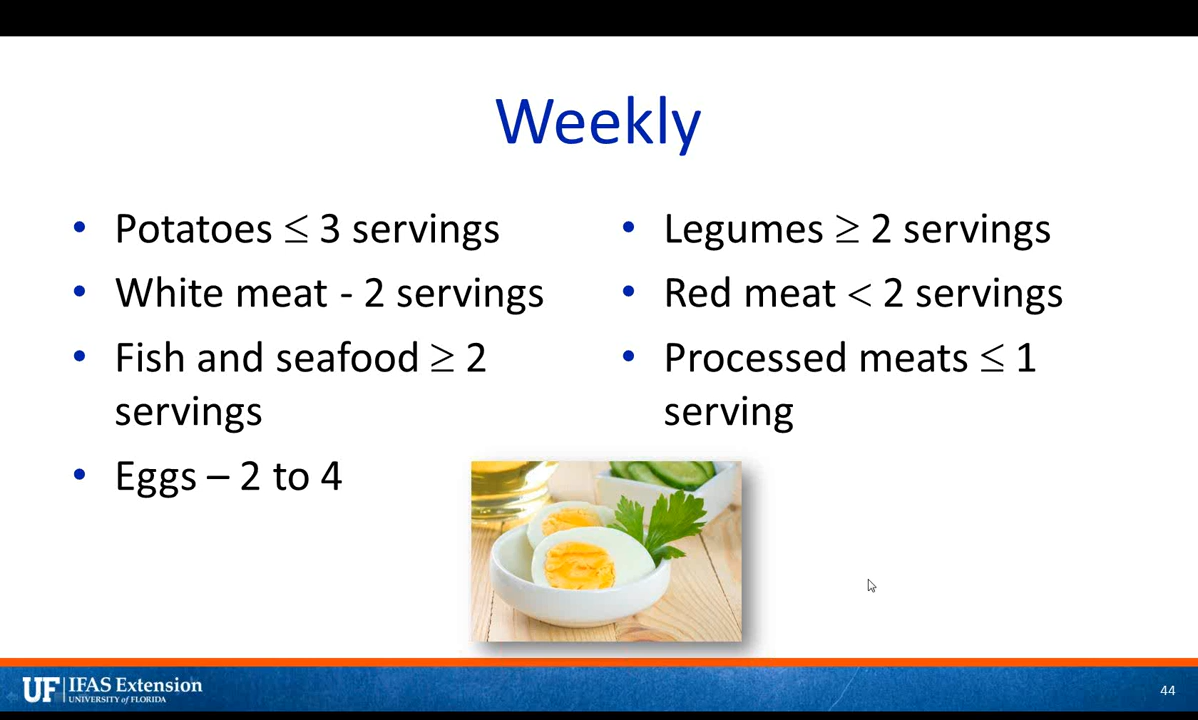 Weekly
• Potatoes ≤ 3 servings
• White meat - 2 servings
• Fish and seafood ≥ 2
servings
• Eggs – 2 to 4
• Legumes ≥ 2 servings
• Red meat < 2 servings
• Processed meats ≤ 1
serving
UF IFAS Extension
UNIVERSITY of FLORIDA
44